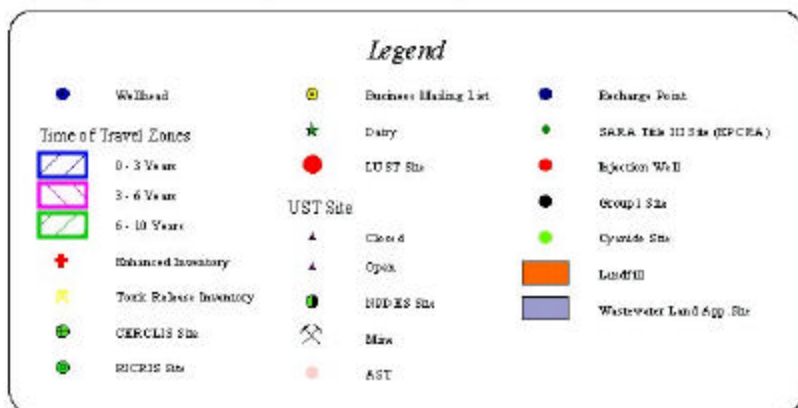 Legend
Wellhead
Time of Travel Zones
0 - 3 Years
3 - 6 Years
6 - 10 Years
Enhanced Inventory
Toxic Release Inventory
CERCLIS Site
RICRIS Site
Business Mailing List
Dairy
LUST Site
UST Site
Closed
Open
NPDES Site
Mine
AST
Recharge Point
SARA Title III Site (EPCRA)
Injection Well
Group 1 Site
Cyanide Site
Landfill
Wastewater Land App. Site